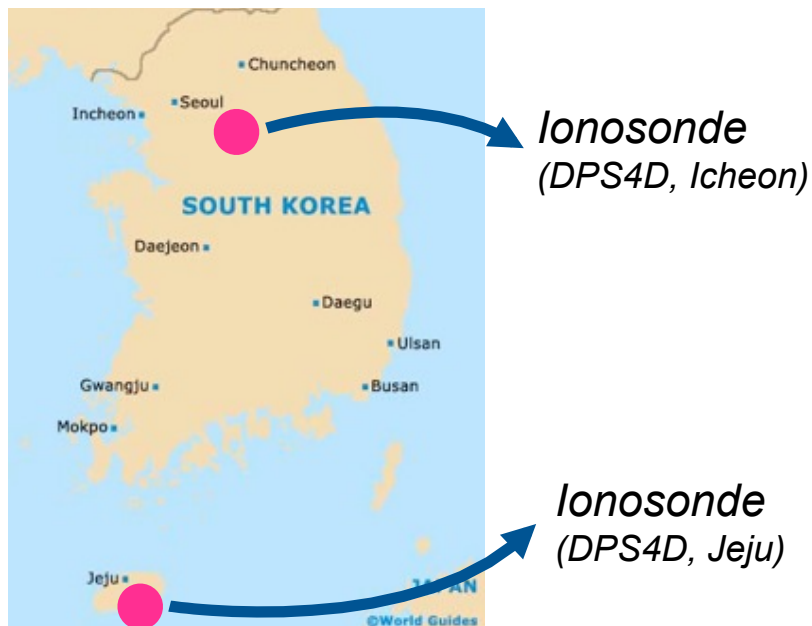 Chuncheon
Seoul
Incheon
Ionosonde
(DPS4D, Icheon)
SOUTH KOREA
Daejeon
Daegu
Ulsan
Gwangju
Busan
Mokpo
Ionosonde
(DPS4D, Jeju)
Jeju
JAPAN
©World Guides